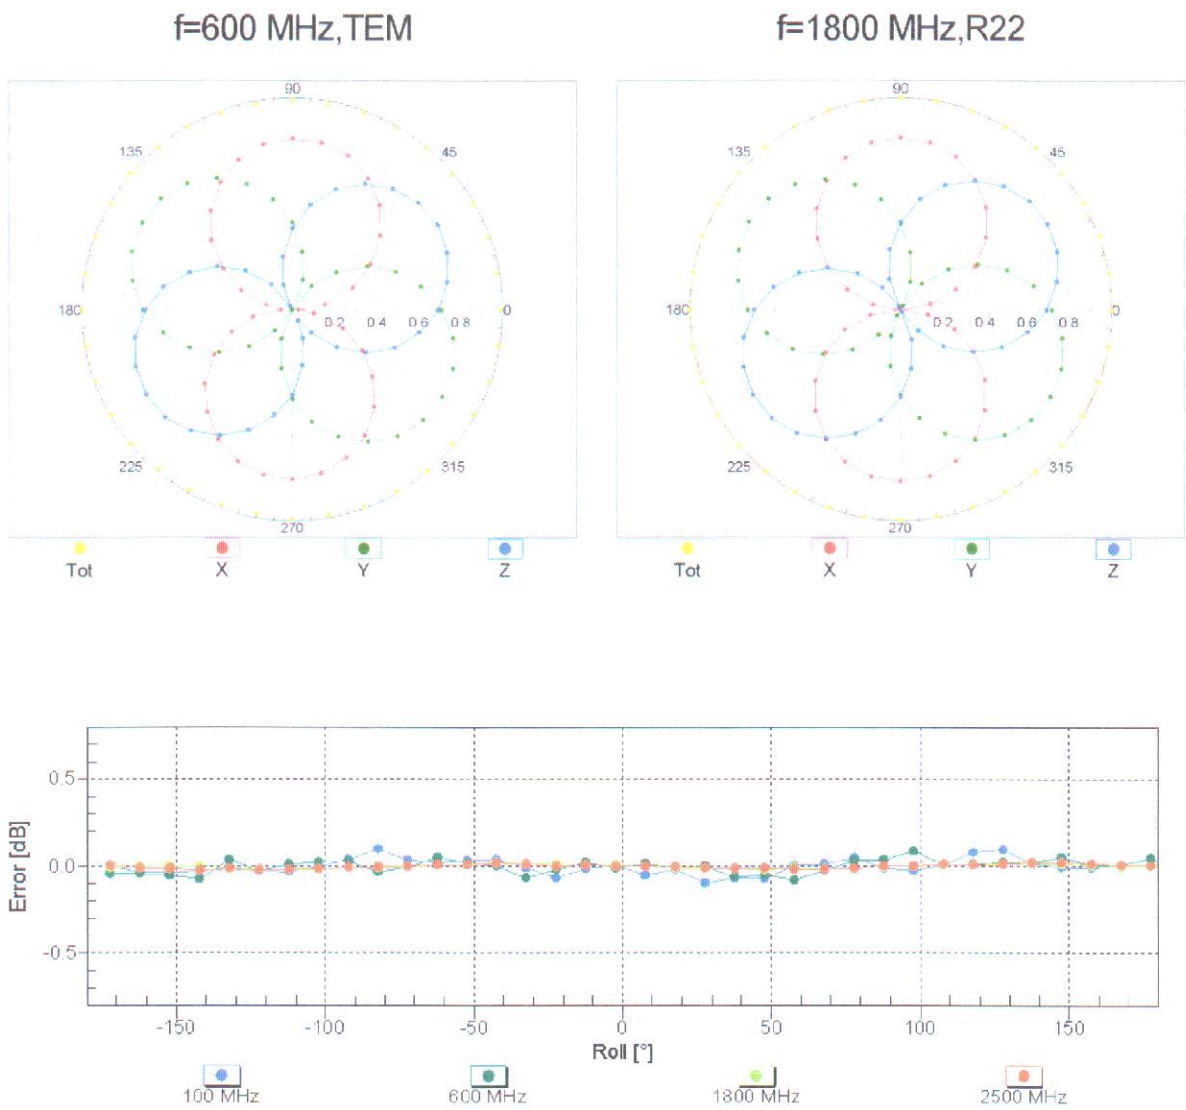 f=600 MHz,TEM
f=1800 MHz,R22
90
135
45
180
0.2 0.4 0.6 0.8
0
225
315
270
Tot X Y Z
90
135
45
180
0.2 0.4 0.6 0.8
0
225
315
270
Tot X Y Z
Error [dB]
0.5
0.0
-0.5
-150 -100 -50 0 50 100 150
Roll [°]
100 MHz 600 MHz 1800 MHz 2500 MHz